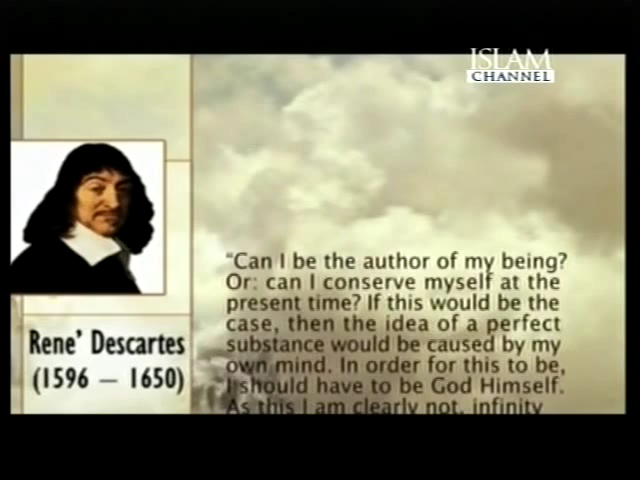 ISLAM
CHANNEL
"Can I be the author of my being?
Or: can I conserve myself at the
present time? If this would be the
case, then the idea of a perfect
substance would be caused by my
own mind. In order for this to be,
I should have to be God Himself.
As this I am clearly not, infinity
Rene' Descartes
(1596 – 1650)